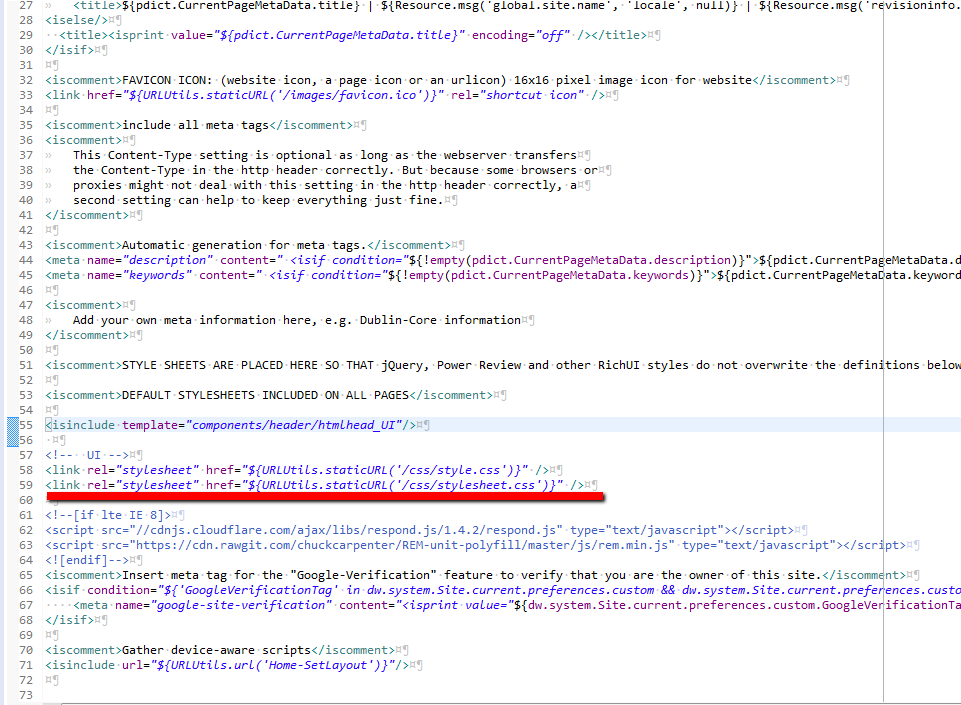 27 <title>${pdict.CurrentPageMetaData.title} | ${Resource.msg('global.site.name', 'locale', null)} | ${Resource.msg('revisioninfo.
28 <iselse/>
29 <title><isprint value="${pdict.CurrentPageMetaData.title}" encoding="off" /></title>
30 </isif>
31
32 <iscomment>FAVICON ICON: (website icon, a page icon or an urlicon) 16x16 pixel image icon for website</iscomment>
33 <link href="${URLUtils.staticURL('/images/favicon.ico')}" rel="shortcut icon" />
34
35 <iscomment>include all meta tags</iscomment>
36 <iscomment>
37 This Content-Type setting is optional as long as the webserver transfers
38 the Content-Type in the http header correctly. But because some browsers or
39 proxies might not deal with this setting in the http header correctly, a
40 second setting can help to keep everything just fine.
41 </iscomment>
42
43 <iscomment>Automatic generation for meta tags.</iscomment>
44 <meta name="description" content=" <isif condition="${!empty(pdict.CurrentPageMetaData.description)}">${pdict.CurrentPageMetaData.d
45 <meta name="keywords" content=" <isif condition="${!empty(pdict.CurrentPageMetaData.keywords)}">${pdict.CurrentPageMetaData.keyword
46
47 <iscomment>
48 Add your own meta information here, e.g. Dublin-Core information
49 </iscomment>
50
51 <iscomment>STYLE SHEETS ARE PLACED HERE SO THAT jQuery, Power Review and other RichUI styles do not overwrite the definitions below
52
53 <iscomment>DEFAULT STYLESHEETS INCLUDED ON ALL PAGES</iscomment>
54
55 <isinclude template="components/header/htmlhead_UI"/>
56
57 <!-- UI -->
58 <link rel="stylesheet" href="${URLUtils.staticURL('/css/style.css')}" />
59 <link rel="stylesheet" href="${URLUtils.staticURL('/css/stylesheet.css')}" />
60
61 <!--[if lte IE 8]>
62 <script src="//cdnjs.cloudflare.com/ajax/libs/respond.js/1.4.2/respond.js" type="text/javascript"></script>
63 <script src="https://cdn.rawgit.com/chuckcarpenter/REM-unit-polyfill/master/js/rem.min.js" type="text/javascript"></script>
64 <![endif]-->
65 <iscomment>Insert meta tag for the "Google-Verification" feature to verify that you are the owner of this site.</iscomment>
66 <isif condition="${'GoogleVerificationTag' in dw.system.Site.current.preferences.custom && dw.system.Site.current.preferences.custo
67 <meta name="google-site-verification" content="<isprint value="${dw.system.Site.current.preferences.custom.GoogleVerificationTa
68 </isif>
69
70 <iscomment>Gather device-aware scripts</iscomment>
71 <isinclude url="${URLUtils.url('Home-SetLayout')}"/>
72
73